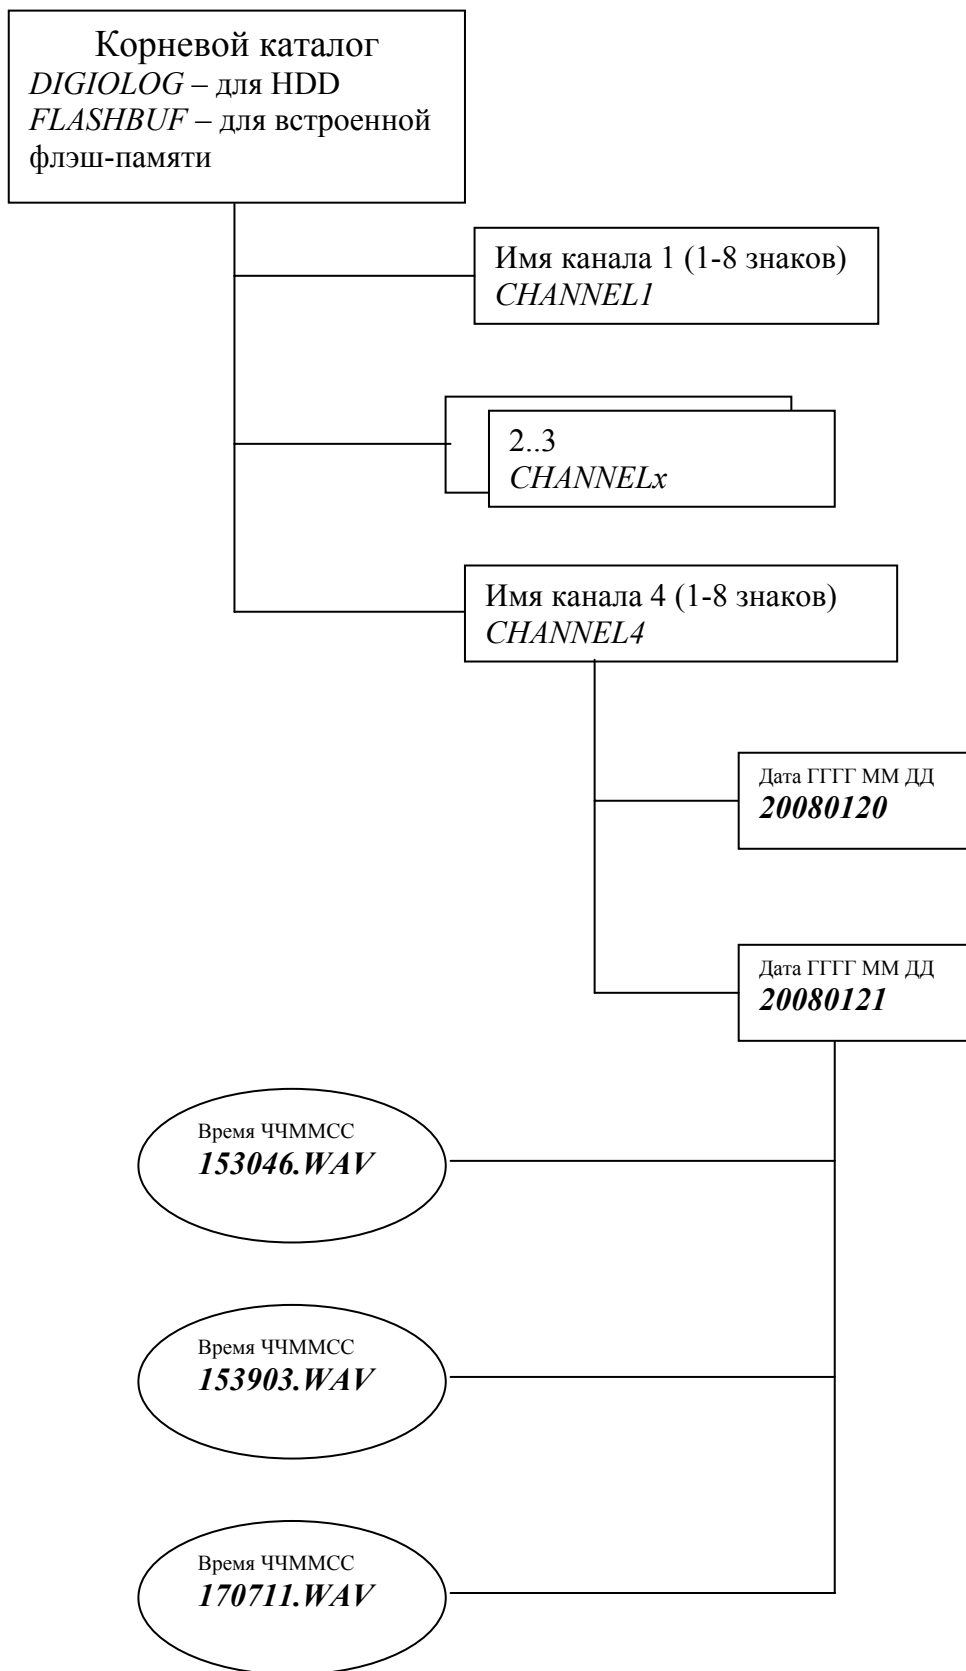 Корневой каталог
DIGIOLOG – для HDD
FLASHBUF – для встроенной
флэш-памяти
Имя канала 1 (1-8 знаков)
CHANNEL1
2..3
CHANNELx
Имя канала 4 (1-8 знаков)
CHANNEL4
Дата ГГГГ ММ ДД
20080120
Дата ГГГГ ММ ДД
20080121
Время ЧЧММСС
153046.WAV
Время ЧЧММСС
153903.WAV
Время ЧЧММСС
170711.WAV